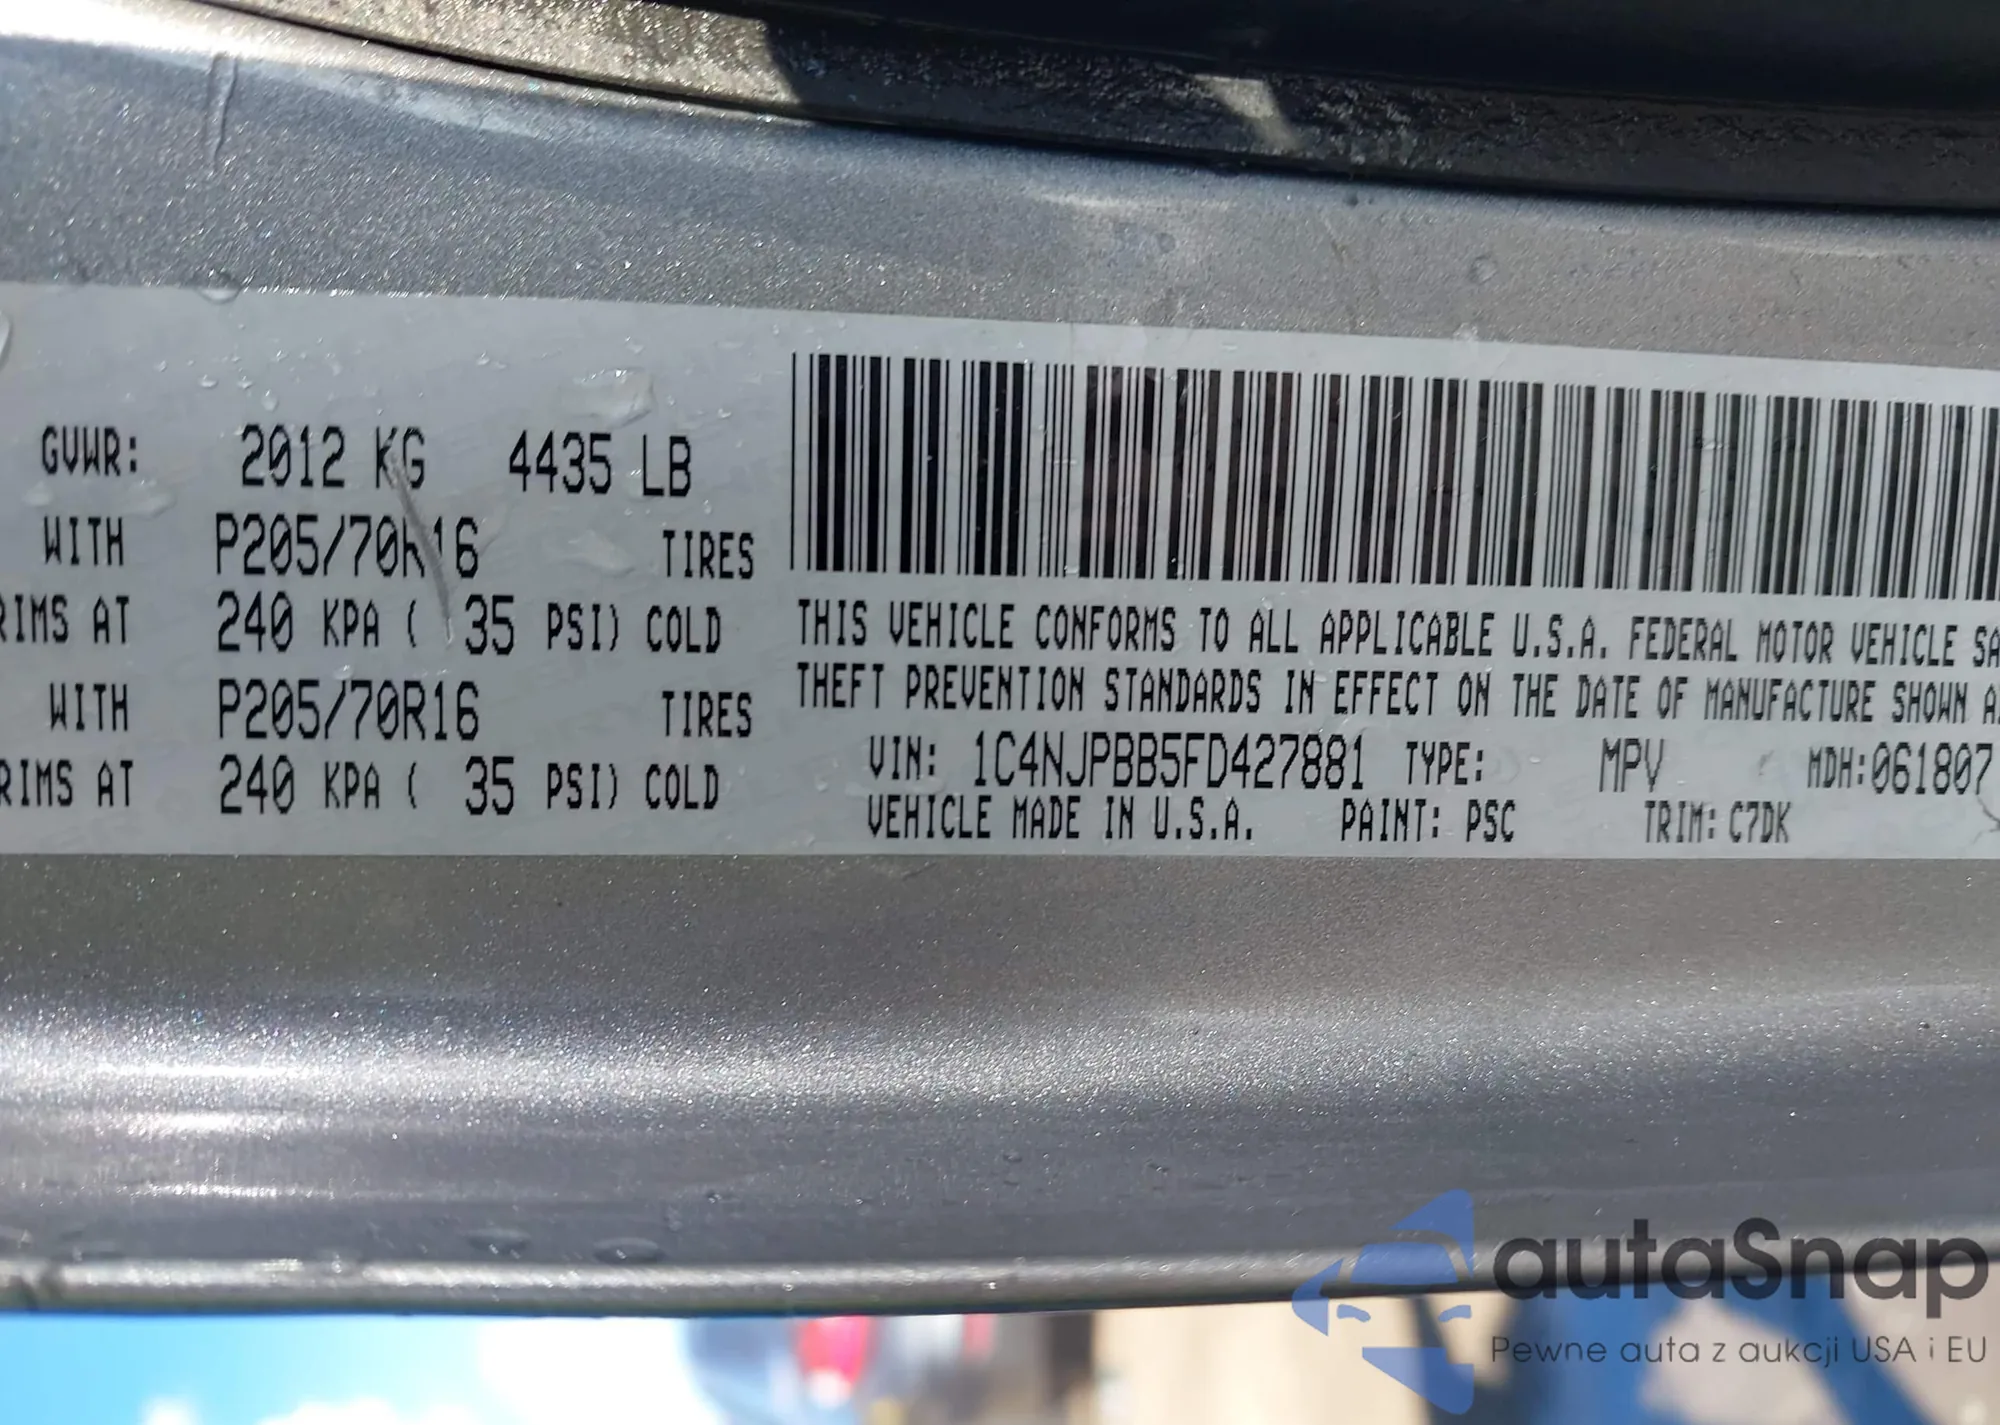 GVWR: 2012 KG 4435 LB
WITH P205/70R16 TIRES
RIMS AT 240 KPA ( 35 PSI) COLD
WITH P205/70R16 TIRES
RIMS AT 240 KPA ( 35 PSI) COLD
THIS VEHICLE CONFORMS TO ALL APPLICABLE U.S.A. FEDERAL MOTOR VEHICLE SA
THEFT PREVENTION STANDARDS IN EFFECT ON THE DATE OF MANUFACTURE SHOWN A
VIN: 1C4NJPBB5FD427881 TYPE: MPV MDH:061807
VEHICLE MADE IN U.S.A. PAINT: PSC TRIM: C7DK
autaSnap
Pewne auta z aukcji USA i EU